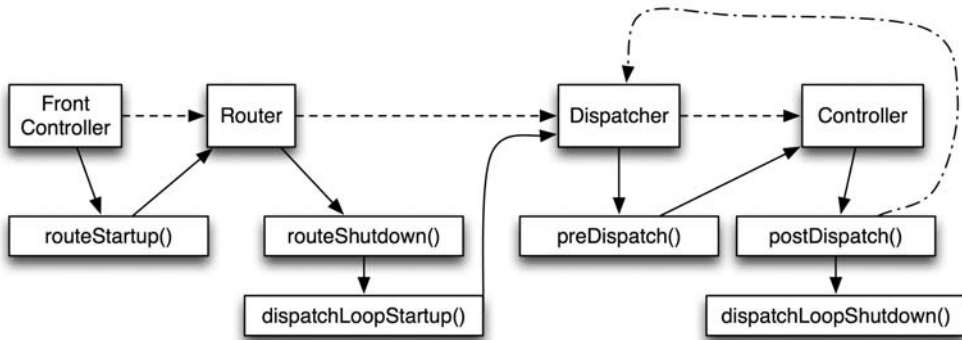 Front
Controller
Router
Dispatcher
Controller
routeStartup()
routeShutdown()
preDispatch()
postDispatch()
dispatchLoopStartup()
dispatchLoopShutdown()